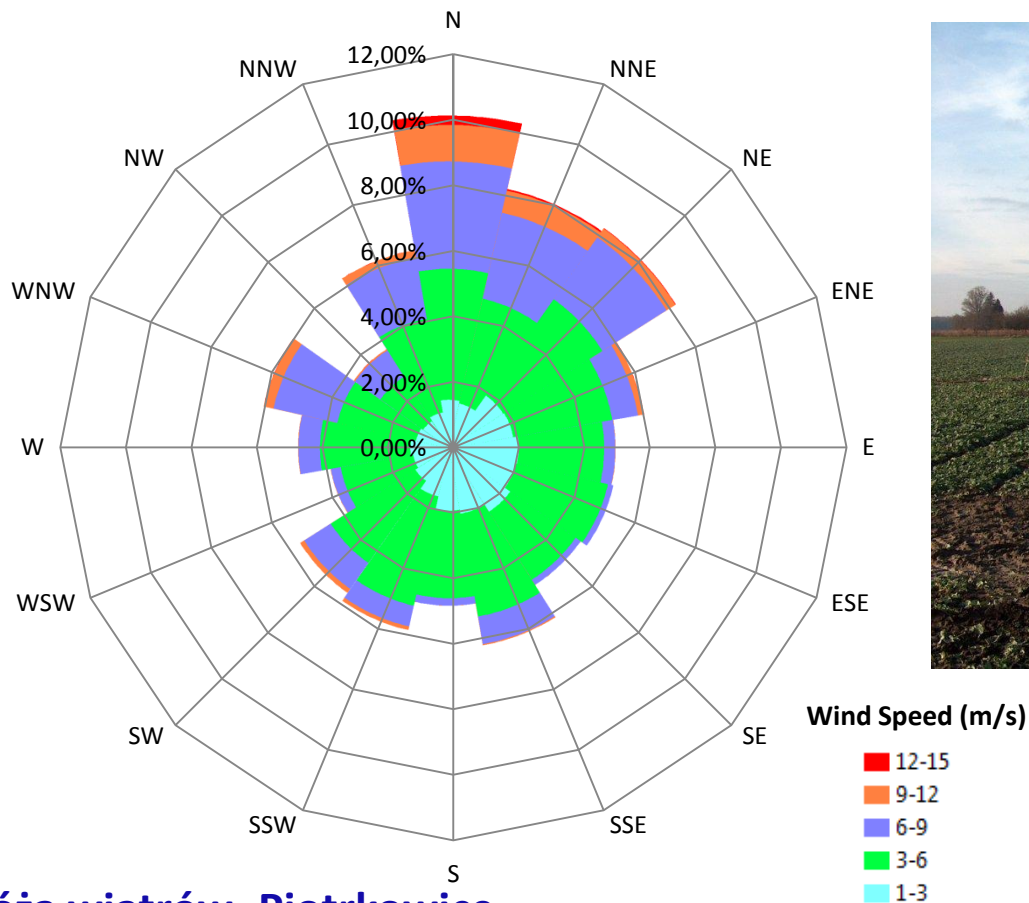 N
12,00%
NNW
NNE
10,00%
NW
NE
8,00%
6,00%
WNW
ENE
4,00%
2,00%
W
0,00%
E
WSW
ESE
SW
SE
SSW
SSE
S
Wind Speed (m/s)
12-15
9-12
6-9
3-6
1-3
wiatrów